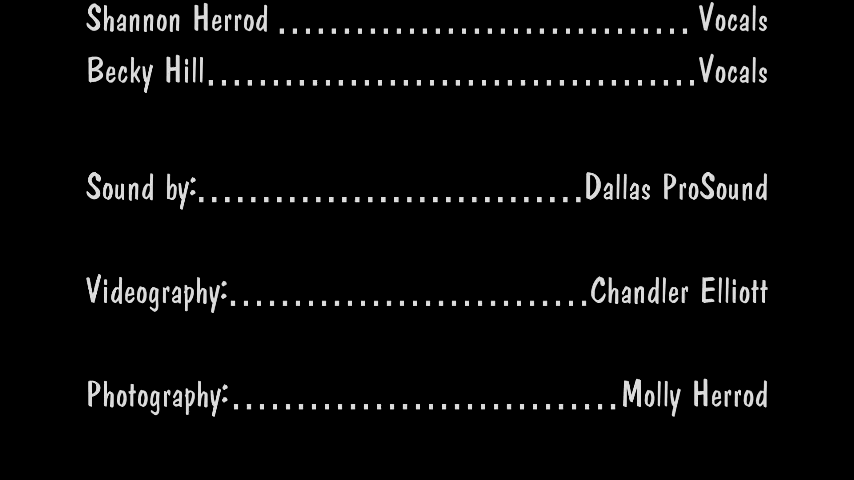 Shannon Herrod ................................ Vocals
Becky Hill......................................Vocals
Sound by:..............................Dallas ProSound
Videography:............................Chandler Elliott
Photography:..............................Molly Herrod